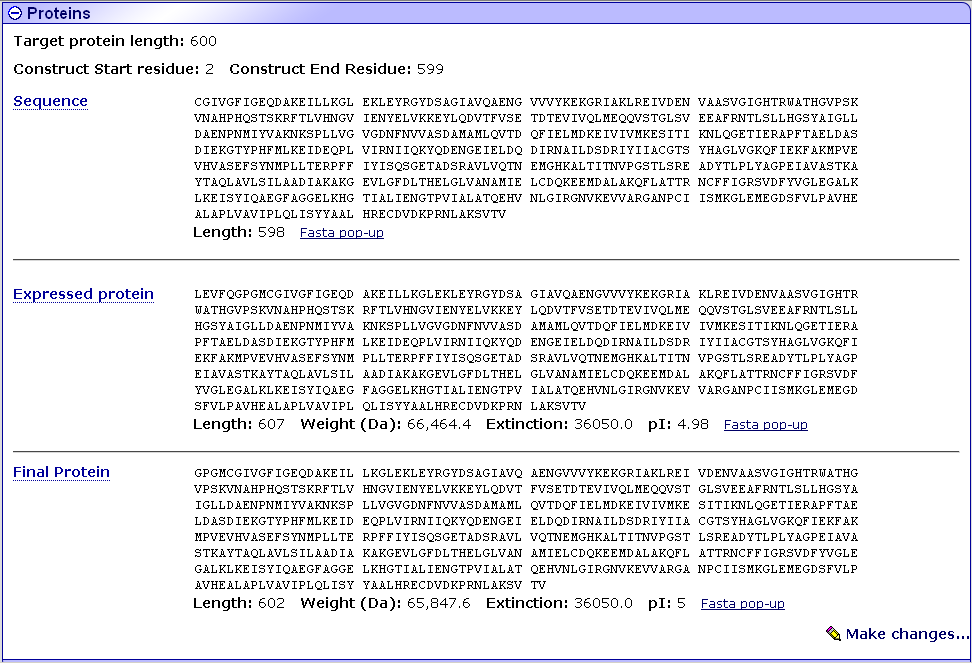 Proteins
Target protein length: 600
Construct Start residue: 2 Construct End Residue: 599
Sequence
CGIVGFIGEQDAKEILLKGL EKLEYRGYDSAGIAVQAENG VVVYKEKGRIAKLREIVDEN VAASVGIGHTRWATHGVPSK
VNAHPHQSTSKRFTLVHNGV IENYELVKKEYLQDVTFVSE TDTEVIVQLMEQQVSTGLSV EEAFRNTLSLLHGSYAIGLL
DAENPNMIYVAKNKSPLLVG VGDNFNVVASDAMAMLQVTD QFIELMDKEIVIVMKESITI KNLQGETIERAPFTAELDAS
DIEKGTYPHFMLKEIDEQPL VIRNIIQKYQDENGEIELDQ DIRNAILDSDRIYIIACGTS YHAGLVGKQFIEKFAKMPVE
VHVASEFSYNMPLLTERPFF IYISQSGETADSRAVLVQTN EMGHKALTITNVPGSTLSRE ADYTLPLYAGPEIAVASTKA
YTAQLAVLSILAADIAKAKG EVLGFDLTHELGLVANAMIE LCDQKEEMDALAKQFLATTR NCFFIGRSVDFYVGLEGALK
LKEISYIQAEGFAGGELKHG TIALIENGTPVIALATQEHV NLGIRGNVKEVVARGANPCI ISMKGLEMEGDSFVLPAVHE
ALAPLVAVIPLQLISYYAAL HRECDVDKPRNLAKSVTV
Length: 598 Fasta pop-up
Expressed protein
LEVFQGPGMCGIVGFIGEQD AKEILLKGLEKLEYRGYDSA GIAVQAENGVVVYKEKGRIA KLREIVDENVAASVGIGHTR
WATHGVPSKVNAHPHQSTSK RFTLVHNGVIENYELVKKEY LQDVTFVSETDTEVIVQLME QQVSTGLSVEEAFRNTLSLL
HGSYAIGLLDAENPNMIYVA KNKSPLLVGVGDNFNVVASD AMAMLQVTDQFIELMDKEIV IVMKESITIKNLQGETIERA
PFTAELDASDIEKGTYPHFM LKEIDEQPLVIRNIIQKYQD ENGEIELDQDIRNAILDSDR IYIIACGTSYHAGLVGKQFI
EKFAKMPVEVHVASEFSYNM PLLTERPFFIYISQSGETAD SRAVLVQTNEMGHKALTITN VPGSTLSREADYTLPLYAGP
EIAVASTKAYTAQLAVLSIL AADIAKAKGEVLGFDLTHEL GLVANAMIELCDQKEEMDAL AKQFLATTRNCFFIGRSVDF
YVGLEGALKLKEISYIQAEG FAGGELKHGTIALIENGTPV IALATQEHVNLGIRGNVKEV VARGANPCIISMKGLEMEGD
SFVLPAVHEALAPLVAVIPL QLISYYAALHRECDVDKPRN LAKSVTV
Length: 607 Weight (Da): 66,464.4 Extinction: 36050.0 pI: 4.98 Fasta pop-up
Final Protein
GPGMCGIVGFIGEQDAKEIL LKGLEKLEYRGYDSAGIAVQ AENGVVVYKEKGRIAKLREI VDENVAASVGIGHTRWATHG
VPSKVNAHPHQSTSKRFTLV HNGVIENYELVKKEYLQDVT FVSETDTEVIVQLMEQQVST GLSVEEAFRNTLSLLHGSYA
IGLLDAENPNMIYVAKNKSP LLVGVGDNFNVVASDAMAML QVTDQFIELMDKEIVIVMKE SITIKNLQGETIERAPFTAE
LDASDIEKGTYPHFMLKEID EQPLVIRNIIQKYQDENGEI ELDQDIRNAILDSDRIYIIA CGTSYHAGLVGKQFIEKFAK
MPVEVHVASEFSYNMPLLTE RPFFIYISQSGETADSRAVL VQTNEMGHKALTITNVPGST LSREADYTLPLYAGPEIAVA
STKAYTAQLAVLSILAADIA KAKGEVLGFDLTHELGLVAN AMIELCDQKEEMDALAKQFL ATTRNCFFIGRSVDFYVGLE
GALKLKEISYIQAEGFAGGE LKHGTIALIENGTPVIALAT QEHVNLGIRGNVKEVVARGA NPCIISMKGLEMEGDSFVLP
AVHEALAPLVAVIPLQLISY YAALHRECDVDKPRNLAKSV TV
Length: 602 Weight (Da): 65,847.6 Extinction: 36050.0 pI: 5 Fasta pop-up
Make changes...